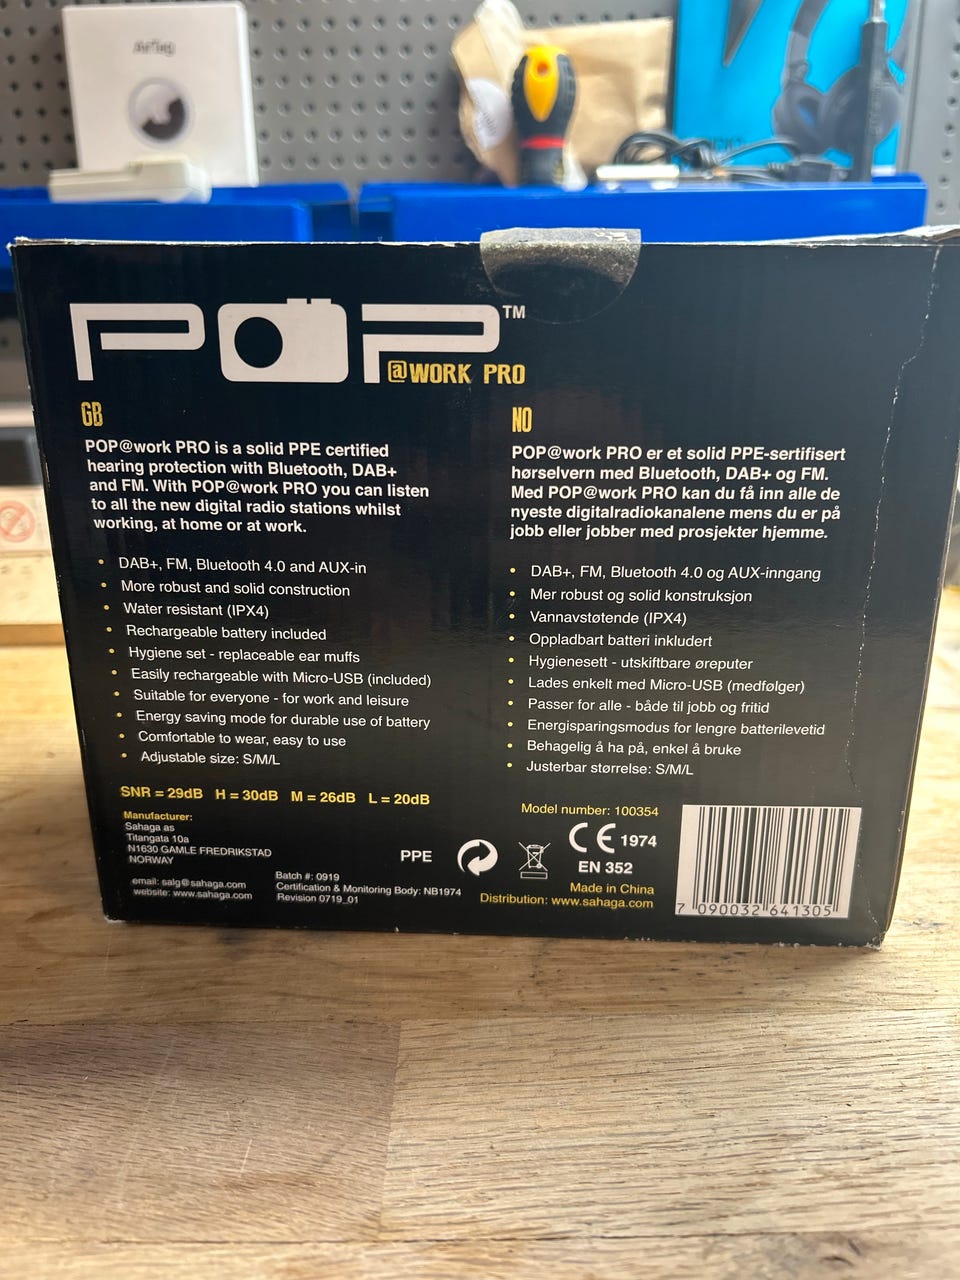 AirTag
POP™
@WORK PRO
GB
POP@work PRO is a solid PPE certified
hearing protection with Bluetooth, DAB+
and FM. With POP@work PRO you can listen
to all the new digital radio stations whilst
working, at home or at work.
• DAB+, FM, Bluetooth 4.0 and AUX-in
• More robust and solid construction
• Water resistant (IPX4)
• Rechargeable battery included
• Hygiene set - replaceable ear muffs
• Easily rechargeable with Micro-USB (included)
• Suitable for everyone - for work and leisure
• Energy saving mode for durable use of battery
• Comfortable to wear, easy to use
• Adjustable size: S/M/L
SNR = 29dB H = 30dB M = 26dB L = 20dB
Manufacturer:
Sahaga as
Titangata 10a
N1630 GAMLE FREDRIKSTAD
NORWAY
email: salg@sahaga.com
website: www.sahaga.com
Batch #: 0919
Certification & Monitoring Body: NB1974
Revision 0719_01
NO
POP@work PRO er et solid PPE-sertifisert
hørselvern med Bluetooth, DAB+ og FM.
Med POP@work PRO kan du få inn alle de
nyeste digitalradiokanalene mens du er på
jobb eller jobber med prosjekter hjemme.
• DAB+, FM, Bluetooth 4.0 og AUX-inngang
• Mer robust og solid konstruksjon
• Vannavstøtende (IPX4)
• Oppladbart batteri inkludert
• Hygienesett - utskiftbare øreputer
• Lades enkelt med Micro-USB (medfølger)
• Passer for alle - både til jobb og fritid
• Energisparingsmodus for lengre batterilevetid
• Behagelig å ha på, enkel å bruke
• Justerbar størrelse: S/M/L
Model number: 100354
PPE
CE 1974
EN 352
Made in China
Distribution: www.sahaga.com
7 090032 641305